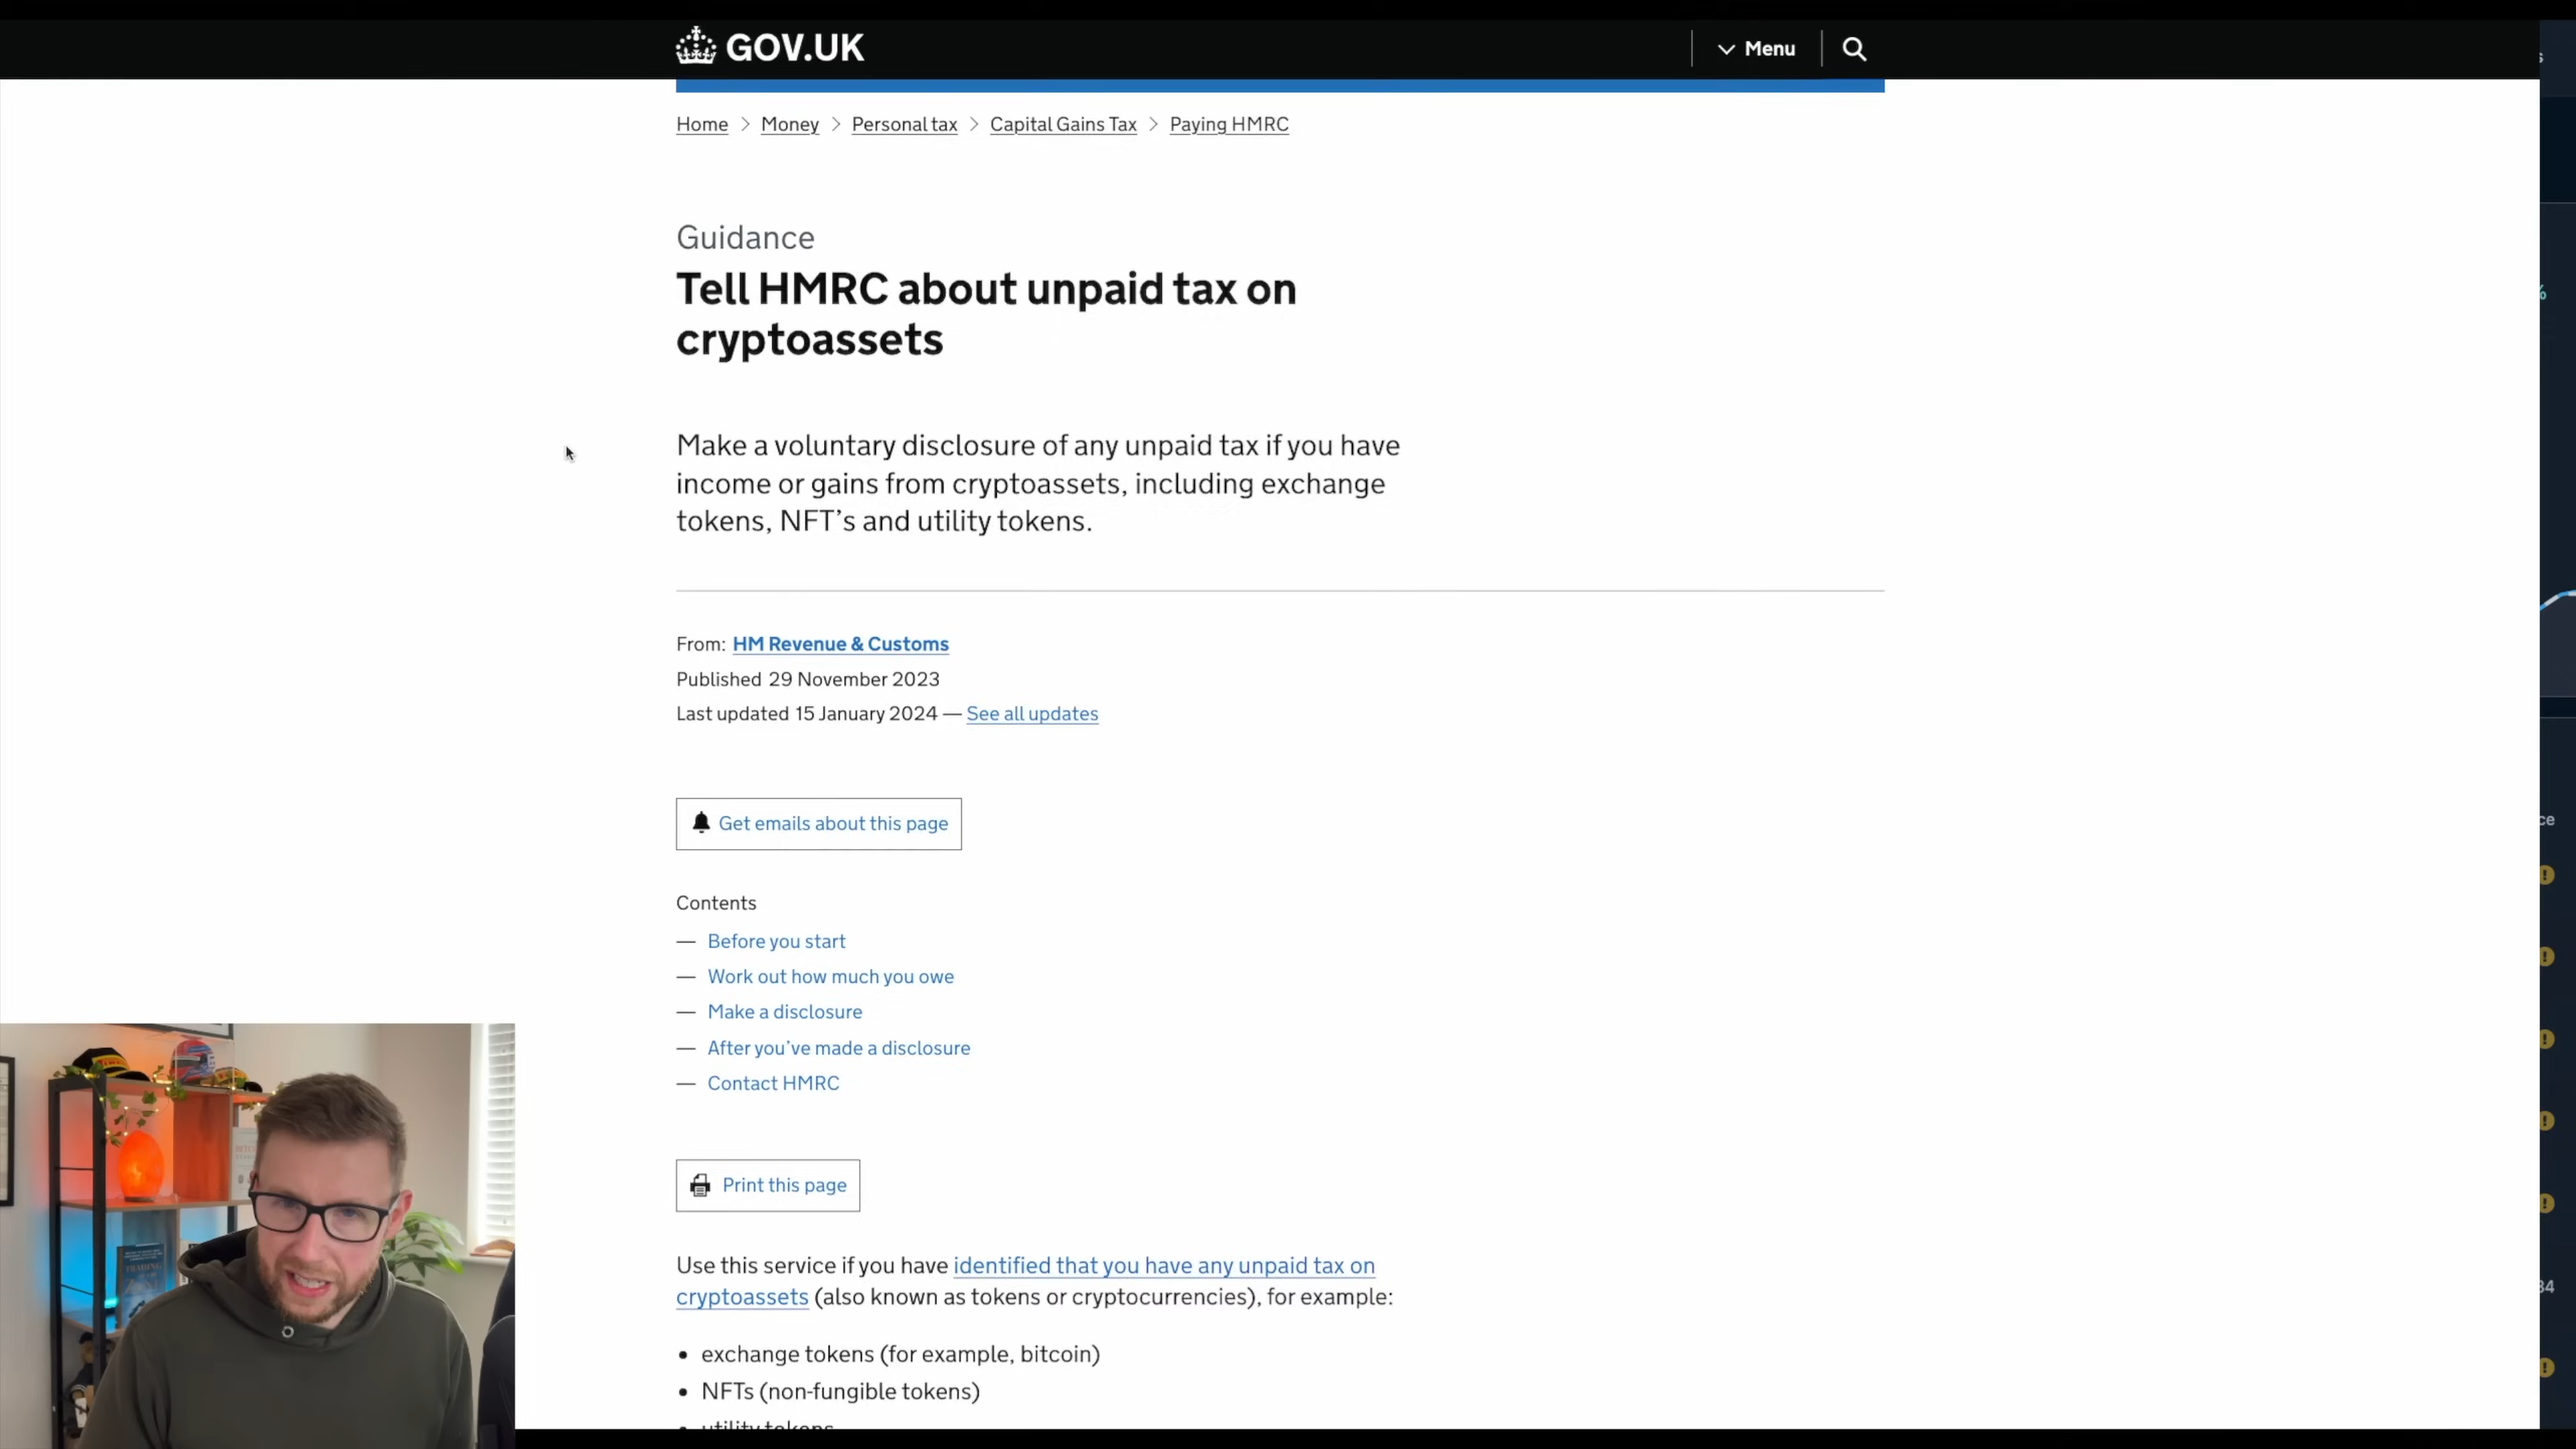 GOV.UK
Menu
Home > Money > Personal tax > Capital Gains Tax > Paying HMRC
Guidance
Tell HMRC about unpaid tax on
cryptoassets
Make a voluntary disclosure of any unpaid tax if you have
income or gains from cryptoassets, including exchange
tokens, NFT’s and utility tokens.
From: HM Revenue & Customs
Published 29 November 2023
Last updated 15 January 2024 — See all updates
Get emails about this page
Contents
— Before you start
— Work out how much you owe
— Make a disclosure
— After you’ve made a disclosure
— Contact HMRC
Print this page
Use this service if you have identified that you have any unpaid tax on
cryptoassets (also known as tokens or cryptocurrencies), for example:
• exchange tokens (for example, bitcoin)
• NFTs (non-fungible tokens)
• utility tokens
TRADING